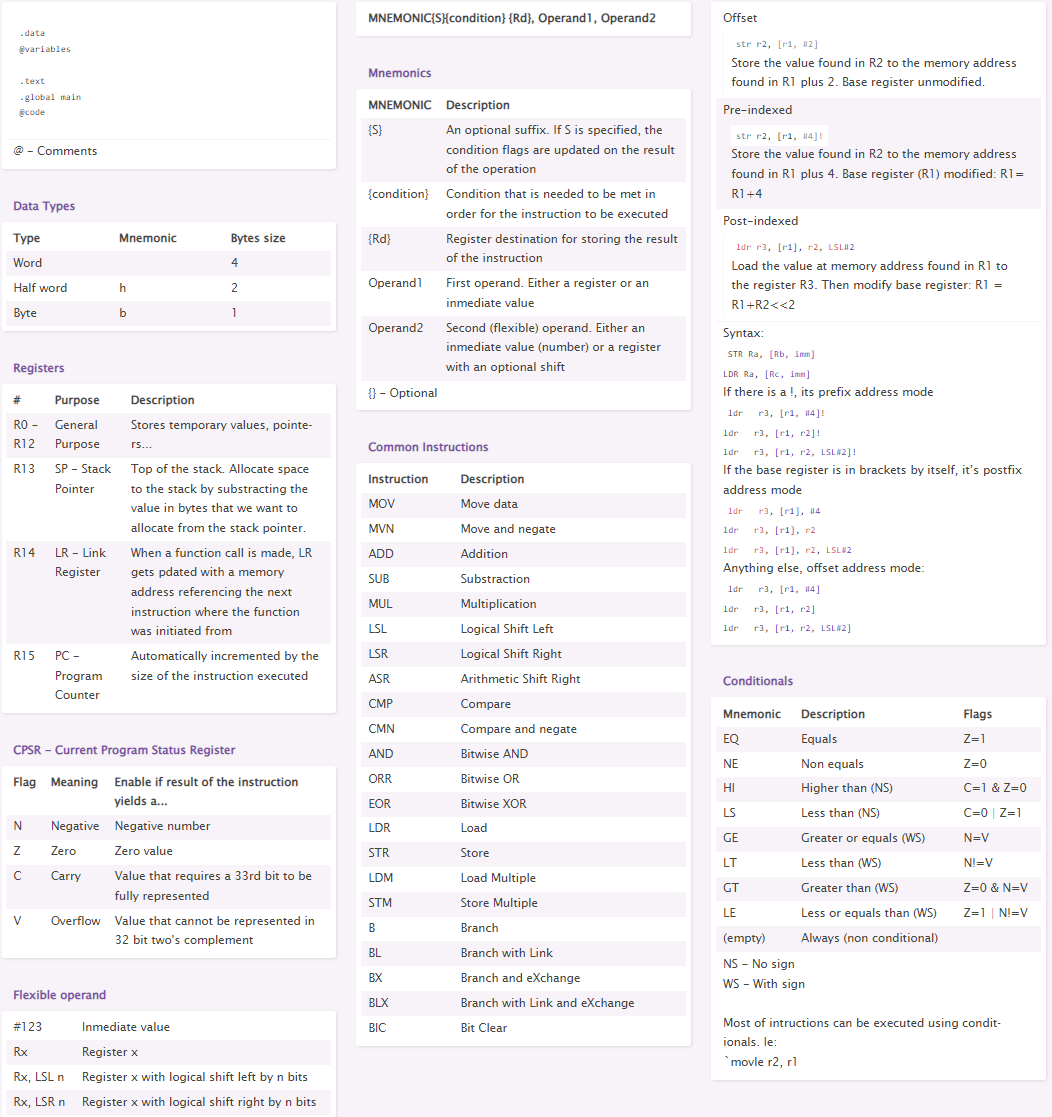 .data
@variables
.text
.global main
@code
@ – Comments
Data Types
Type Mnemonic Bytes size
Word 4
Half word h 2
Byte b 1
Registers
# Purpose Description
R0 – General Stores temporary values, pointe-
R12 Purpose rs...
R13 SP – Stack Top of the stack. Allocate space
Pointer to the stack by substracting the
value in bytes that we want to
allocate from the stack pointer.
R14 LR – Link When a function call is made, LR
Register gets pdated with a memory
address referencing the next
instruction where the function
was initiated from
R15 PC – Automatically incremented by the
Program size of the instruction executed
Counter
CPSR – Current Program Status Register
Flag Meaning Enable if result of the instruction
yields a...
N Negative Negative number
Z Zero Zero value
C Carry Value that requires a 33rd bit to be
fully represented
V Overflow Value that cannot be represented in
32 bit two's complement
Flexible operand
#123 Inmediate value
Rx Register x
Rx, LSL n Register x with logical shift left by n bits
Rx, LSR n Register x with logical shift right by n bits
MNEMONIC{S}{condition} {Rd}, Operand1, Operand2
Mnemonics
MNEMONIC Description
{S} An optional suffix. If S is specified, the
condition flags are updated on the result
of the operation
{condition} Condition that is needed to be met in
order for the instruction to be executed
{Rd} Register destination for storing the result
of the instruction
Operand1 First operand. Either a register or an
inmediate value
Operand2 Second (flexible) operand. Either an
inmediate value (number) or a register
with an optional shift
{} – Optional
Common Instructions
Instruction Description
MOV Move data
MVN Move and negate
ADD Addition
SUB Substraction
MUL Multiplication
LSL Logical Shift Left
LSR Logical Shift Right
ASR Arithmetic Shift Right
CMP Compare
CMN Compare and negate
AND Bitwise AND
ORR Bitwise OR
EOR Bitwise XOR
LDR Load
STR Store
LDM Load Multiple
STM Store Multiple
B Branch
BL Branch with Link
BX Branch and eXchange
BLX Branch with Link and eXchange
BIC Bit Clear
Offset
str r2, [r1, #2]
Store the value found in R2 to the memory address
found in R1 plus 2. Base register unmodified.
Pre-indexed
str r2, [r1, #4]!
Store the value found in R2 to the memory address
found in R1 plus 4. Base register (R1) modified: R1=
R1+4
Post-indexed
ldr r3, [r1], r2, LSL#2
Load the value at memory address found in R1 to
the register R3. Then modify base register: R1 =
R1+R2<<2
Syntax:
STR Ra, [Rb, imm]
LDR Ra, [Rc, imm]
If there is a !, its prefix address mode
ldr r3, [r1, #4]!
ldr r3, [r1, r2]!
ldr r3, [r1, r2, LSL#2]!
If the base register is in brackets by itself, it's postfix
address mode
ldr r3, [r1], #4
ldr r3, [r1], r2
ldr r3, [r1], r2, LSL#2
Anything else, offset address mode:
ldr r3, [r1, #4]
ldr r3, [r1, r2]
ldr r3, [r1, r2, LSL#2]
Conditionals
Mnemonic Description Flags
EQ Equals Z=1
NE Non equals Z=0
HI Higher than (NS) C=1 & Z=0
LS Less than (NS) C=0 | Z=1
GE Greater or equals (WS) N=V
LT Less than (WS) N!=V
GT Greater than (WS) Z=0 & N=V
LE Less or equals than (WS) Z=1 | N!=V
(empty) Always (non conditional)
NS – No sign
WS – With sign
Most of intructions can be executed using condit-
ionals. Ie:
`movle r2, r1